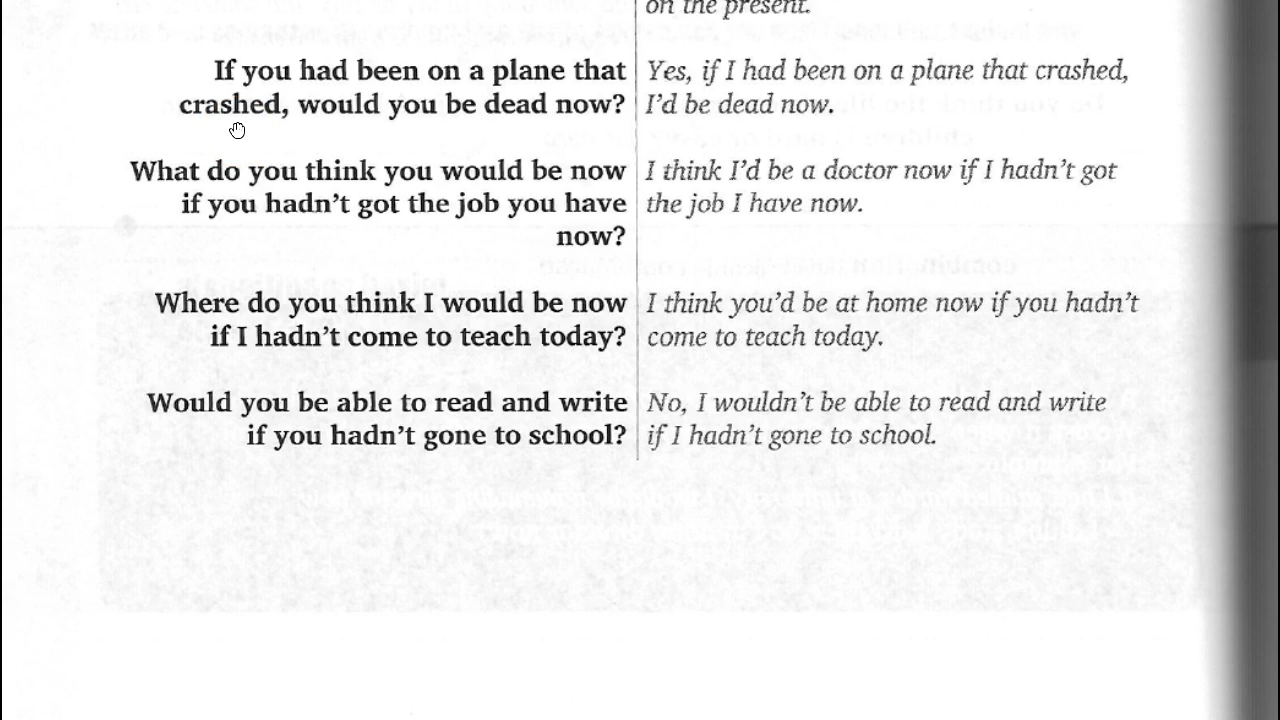 on the present.
If you had been on a plane that
crashed, would you be dead now?
Yes, if I had been on a plane that crashed,
I'd be dead now.
What do you think you would be now
if you hadn't got the job you have
now?
I think I'd be a doctor now if I hadn't got
the job I have now.
Where do you think I would be now
if I hadn't come to teach today?
I think you'd be at home now if you hadn't
come to teach today.
Would you be able to read and write
if you hadn't gone to school?
No, I wouldn't be able to read and write
if I hadn't gone to school.